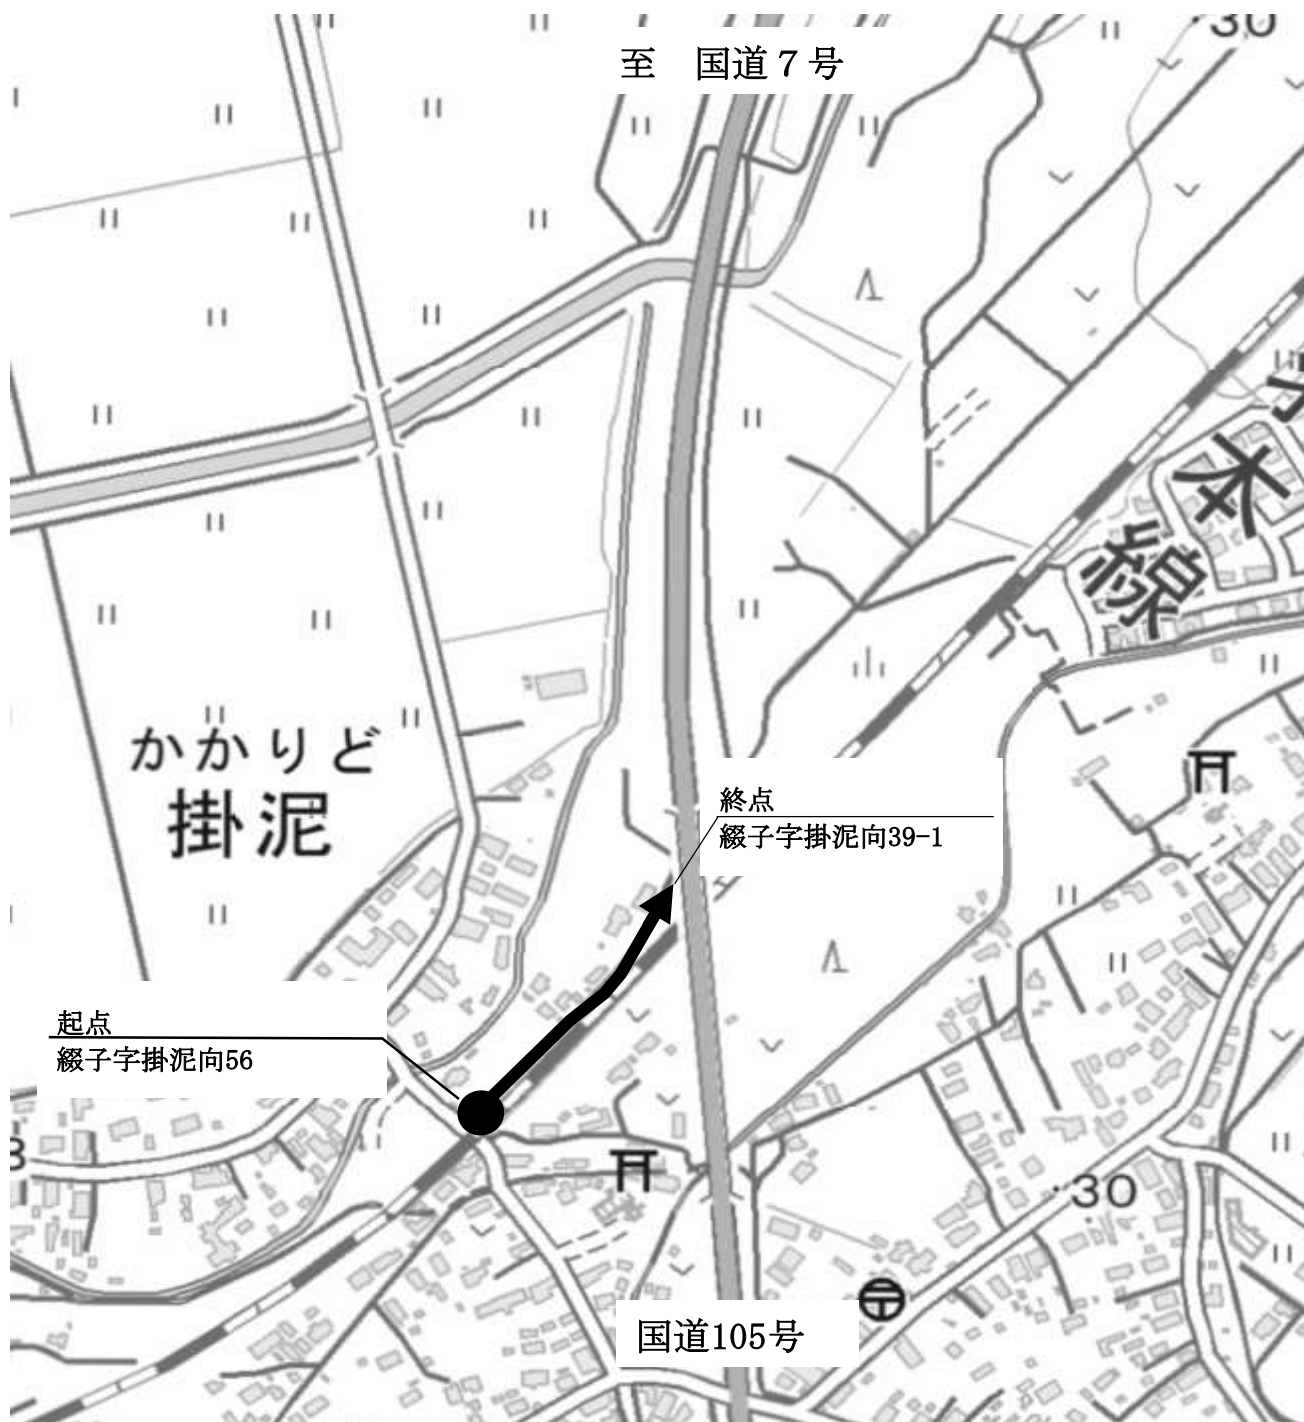 ・30
至　国道７号
本
線
かかりど
掛泥
終点
綴子字掛泥向39-1
起点
綴子字掛泥向56
・30
国道105号